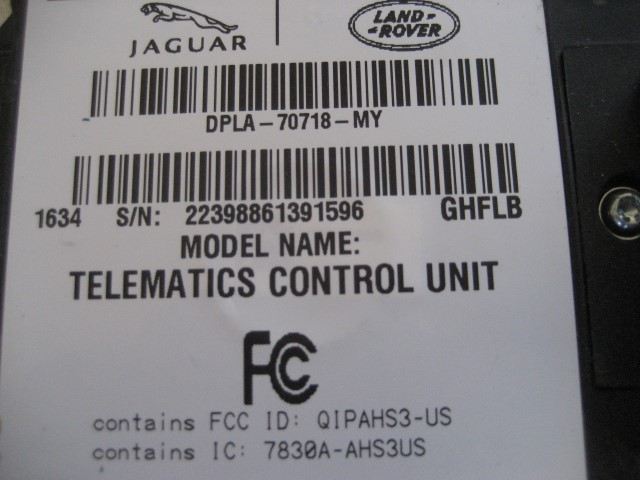 JAGUAR
LAND-
-ROVER
DPLA-70718-MY
1634 S/N: 22398861391596 GHFLB
MODEL NAME:
TELEMATICS CONTROL UNIT
FC
contains FCC ID: QIPAHS3-US
contains IC: 7830A-AHS3US